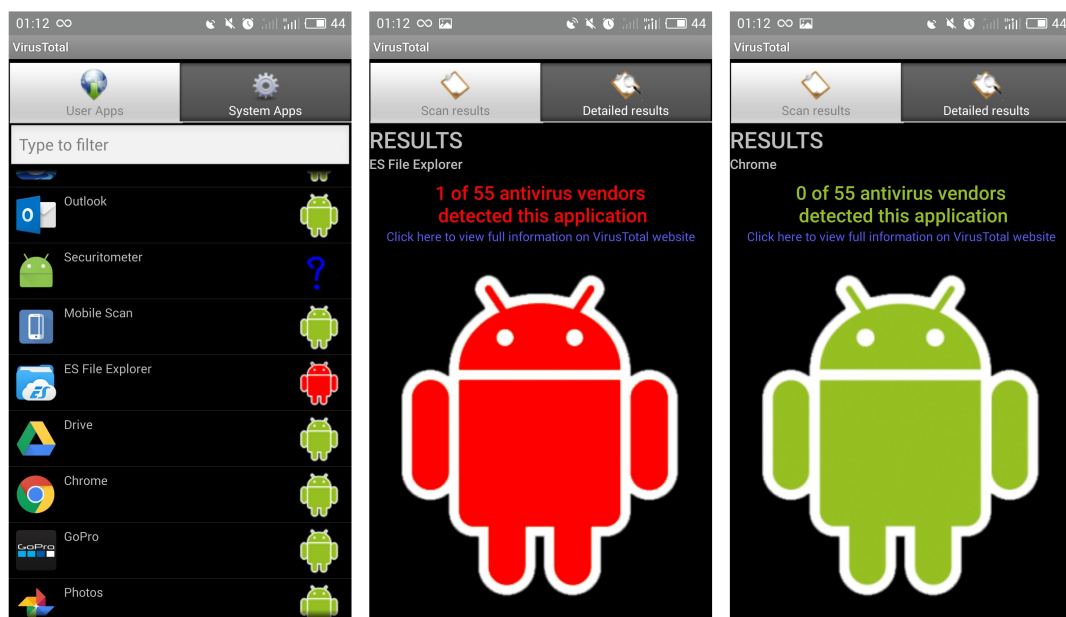 01:12
44
VirusTotal
User Apps
System Apps
Type to filter
Outlook
Securitometer
?
Mobile Scan
ES File Explorer
Drive
Chrome
GoPro
GoPro
Photos
01:12
44
VirusTotal
Scan results
Detailed results
RESULTS
ES File Explorer
1 of 55 antivirus vendors
detected this application
Click here to view full information on VirusTotal website
01:12
44
VirusTotal
Scan results
Detailed results
RESULTS
Chrome
0 of 55 antivirus vendors
detected this application
Click here to view full information on VirusTotal website